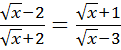 (√x−2)/(√x+2) = (√x+1)/(√x−3)